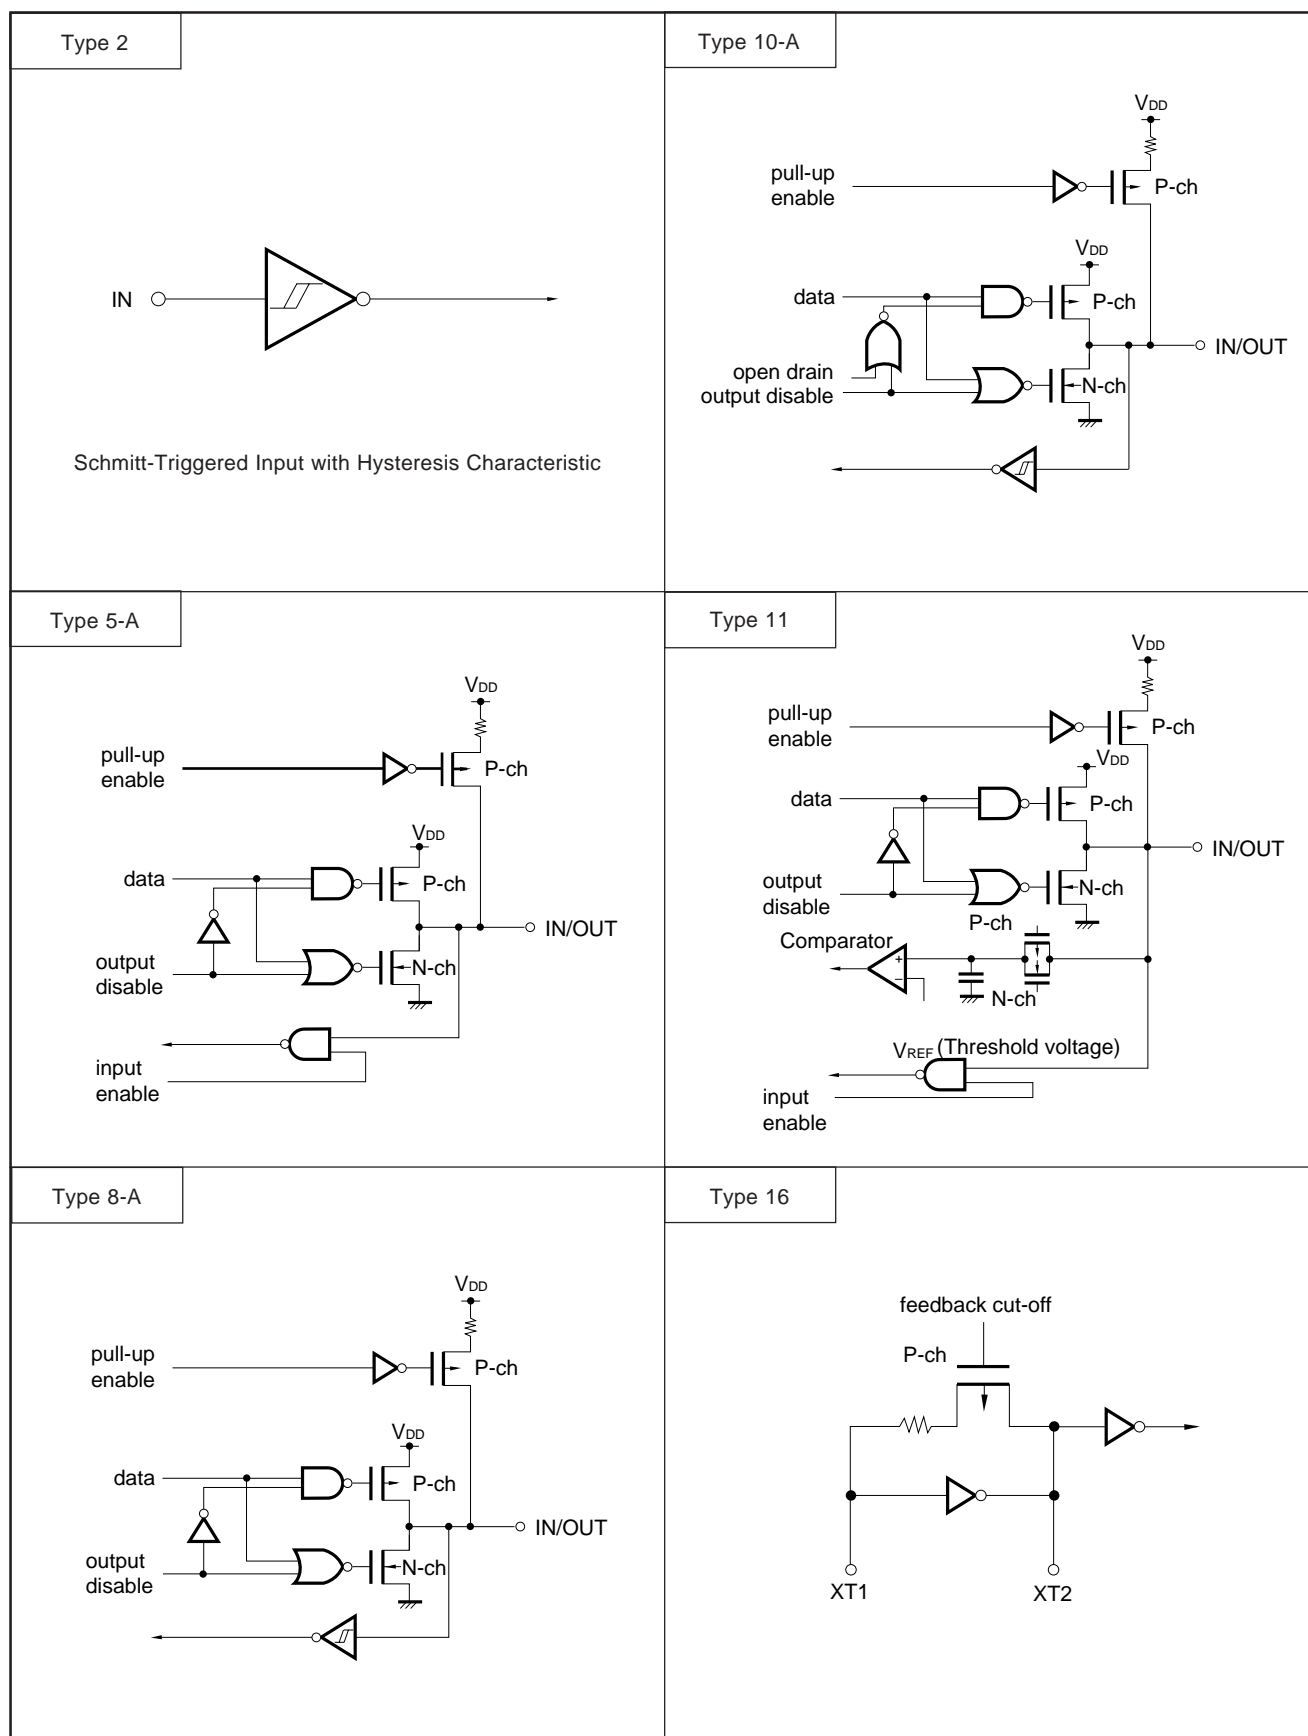 Type 2
IN
Schmitt-Triggered Input with Hysteresis Characteristic
Type 10-A
VDD
pull-up
enable
P-ch
VDD
data
P-ch
IN/OUT
open drain
output disable
N-ch
Type 5-A
VDD
pull-up
enable
P-ch
VDD
data
P-ch
IN/OUT
output
disable
N-ch
input
enable
Type 11
VDD
pull-up
enable
P-ch
VDD
data
P-ch
IN/OUT
output
disable
N-ch
P-ch
Comparator
+
−
N-ch
VREF (Threshold voltage)
input
enable
Type 8-A
VDD
pull-up
enable
P-ch
VDD
data
P-ch
IN/OUT
output
disable
N-ch
Type 16
feedback cut-off
P-ch
XT1
XT2